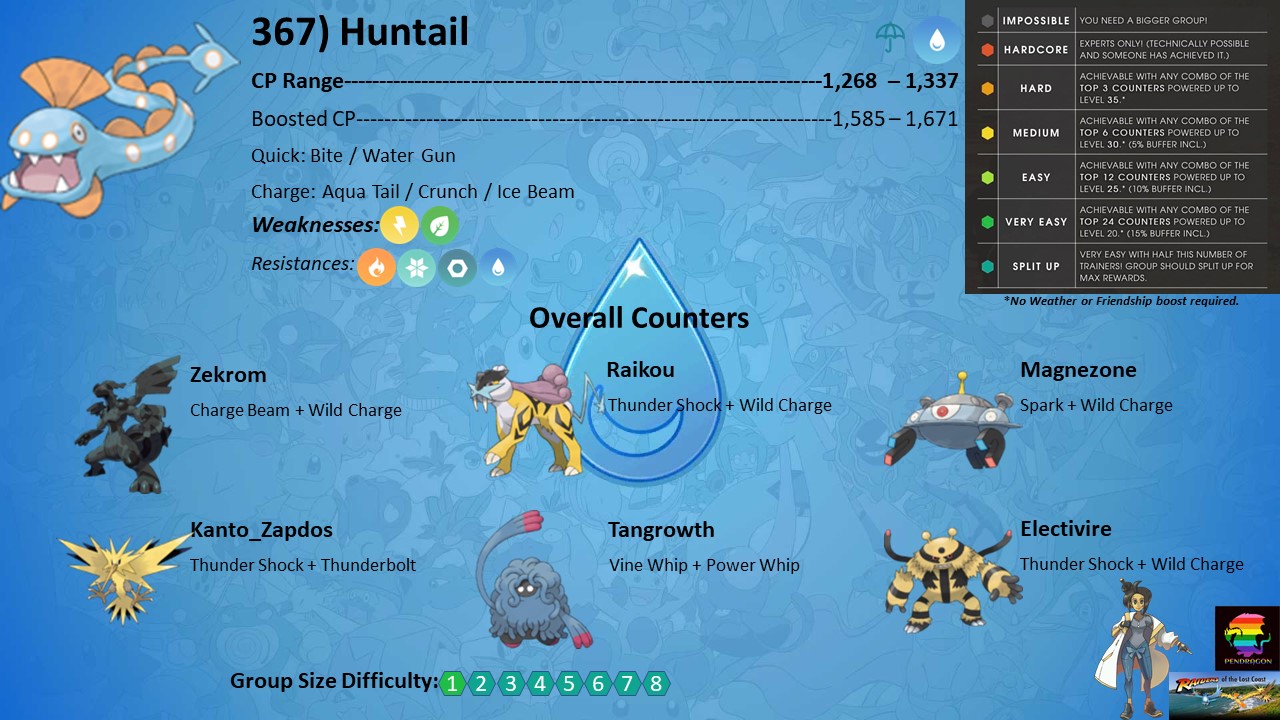 367) Huntail
CP Range--------------------------------------------------------------------1,268 – 1,337
Boosted CP--------------------------------------------------------------------1,585 – 1,671
Quick: Bite / Water Gun
Charge: Aqua Tail / Crunch / Ice Beam
Weaknesses:
Resistances:
IMPOSSIBLE YOU NEED A BIGGER GROUP!
HARDCORE EXPERTS ONLY! (TECHNICALLY POSSIBLE
AND SOMEONE HAS ACHIEVED IT.)
HARD ACHIEVABLE WITH ANY COMBO OF THE
TOP 3 COUNTERS POWERED UP TO
LEVEL 35.*
MEDIUM ACHIEVABLE WITH ANY COMBO OF THE
TOP 6 COUNTERS POWERED UP TO
LEVEL 30.* (5% BUFFER INCL.)
EASY ACHIEVABLE WITH ANY COMBO OF THE
TOP 12 COUNTERS POWERED UP TO
LEVEL 25.* (10% BUFFER INCL.)
VERY EASY ACHIEVABLE WITH ANY COMBO OF THE
TOP 24 COUNTERS POWERED UP TO
LEVEL 20.* (15% BUFFER INCL.)
SPLIT UP VERY EASY WITH HALF THIS NUMBER OF
TRAINERS! GROUP SHOULD SPLIT UP FOR
MAX REWARDS.
*No Weather or Friendship boost required.
Overall Counters
Zekrom
Charge Beam + Wild Charge
Raikou
Thunder Shock + Wild Charge
Magnezone
Spark + Wild Charge
Kanto_Zapdos
Thunder Shock + Thunderbolt
Tangrowth
Vine Whip + Power Whip
Electivire
Thunder Shock + Wild Charge
Group Size Difficulty: 1 2 3 4 5 6 7 8
PENDRAGON
RAIDERS of the Lost Coast